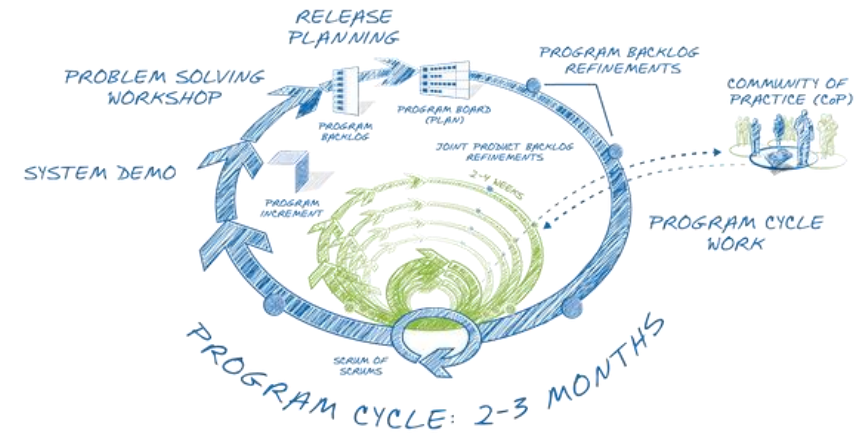 RELEASE
PLANNING
PROBLEM SOLVING
WORKSHOP
PROGRAM BACKLOG
REFINEMENTS
COMMUNITY OF
PRACTICE (CoP)
PROGRAM
BACKLOG
PROGRAM BOARD
(PLAN)
JOINT PRODUCT BACKLOG
REFINEMENTS
SYSTEM DEMO
2-4 WEEKS
PROGRAM
INCREMENT
PROGRAM CYCLE
WORK
SCRUM OF
SCRUMS
PROGRAM CYCLE: 2-3 MONTHS